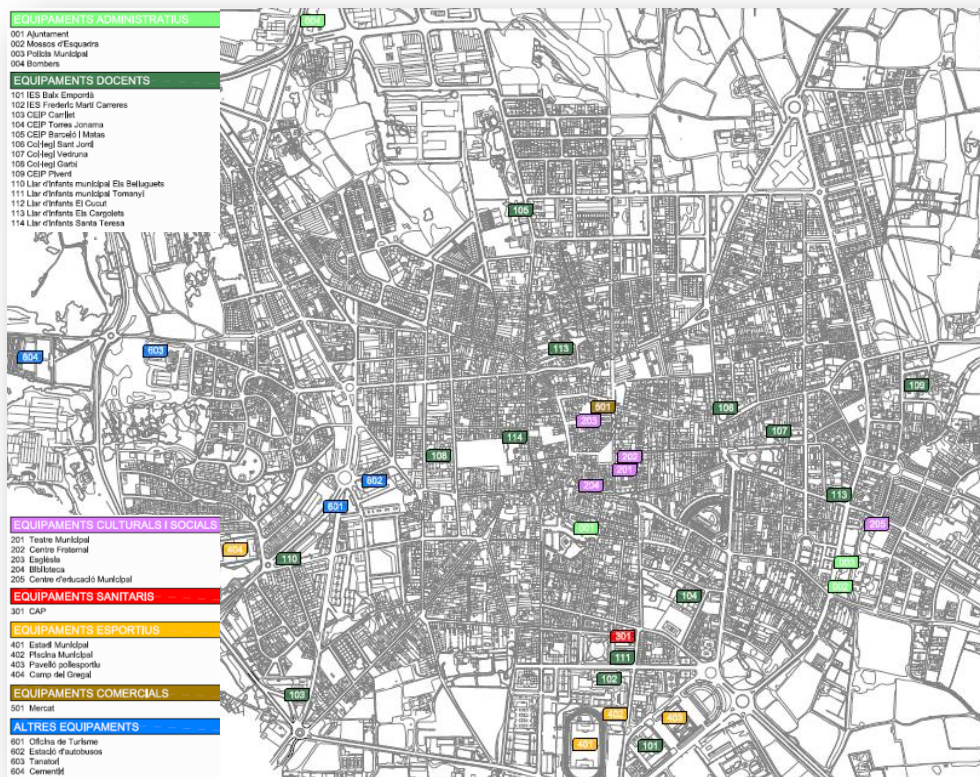 EQUIPAMENTS ADMINISTRATIUS
001 Ajuntament
002 Mossos d'Esquadra
003 Policia Municipal
004 Bombers
EQUIPAMENTS DOCENTS
101 IES Baix Empordà
102 IES Frederic Martí Carreres
103 CEIP Carrilet
104 CEIP Torres Jonama
105 CEIP Barceló i Matas
106 Col·legi Sant Jordi
107 Col·legi Vedruna
108 Col·legi Garbí
109 CEIP Piverd
110 Llar d'infants municipal Els Belluguets
111 Llar d'infants municipal Tomanyí
112 Llar d'infants El Cucut
113 Llar d'infants Els Cargolets
114 Llar d'infants Santa Teresa
EQUIPAMENTS CULTURALS I SOCIALS
201 Teatre Municipal
202 Centre Fraternal
203 Església
204 Biblioteca
205 Centre d'educació Municipal
EQUIPAMENTS SANITARIS
301 CAP
EQUIPAMENTS ESPORTIUS
401 Estadi Municipal
402 Piscina Municipal
403 Pavelló poliesportiu
404 Camp del Gregal
EQUIPAMENTS COMERCIALS
501 Mercat
ALTRES EQUIPAMENTS
601 Oficina de Turisme
602 Estació d'autobusos
603 Tanatori
604 Cementiri
004
105
113
603
604
109
501
106
203
107
114
108
202
201
602
204
113
601
205
001
404
110
003
002
104
301
111
102
103
402
403
401
101